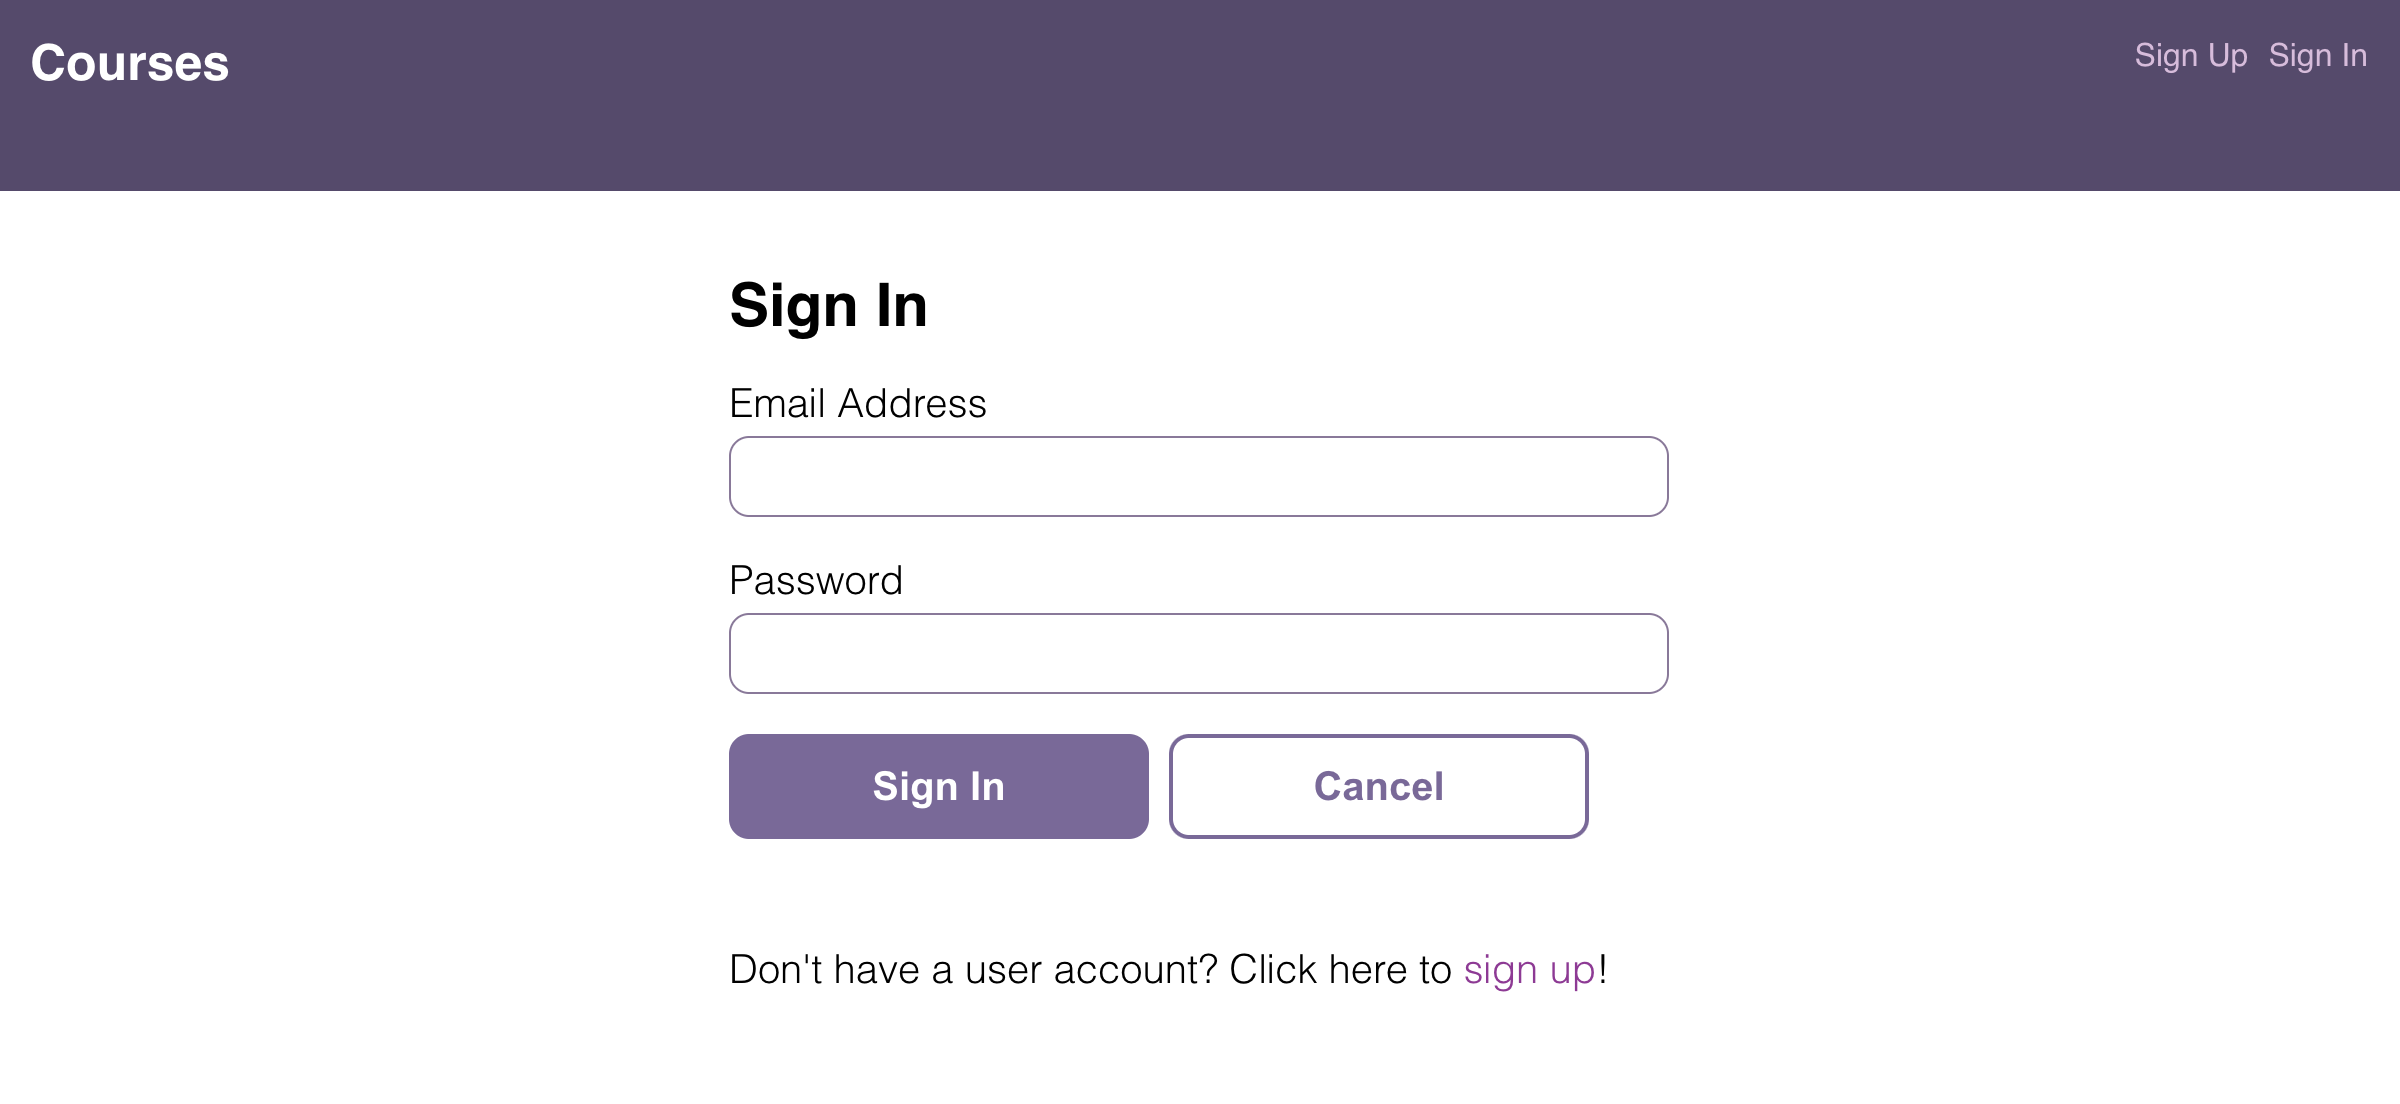 Courses
Sign Up Sign In
Sign In
Email Address
Password
Sign In
Cancel
Don't have a user account? Click here to sign up!